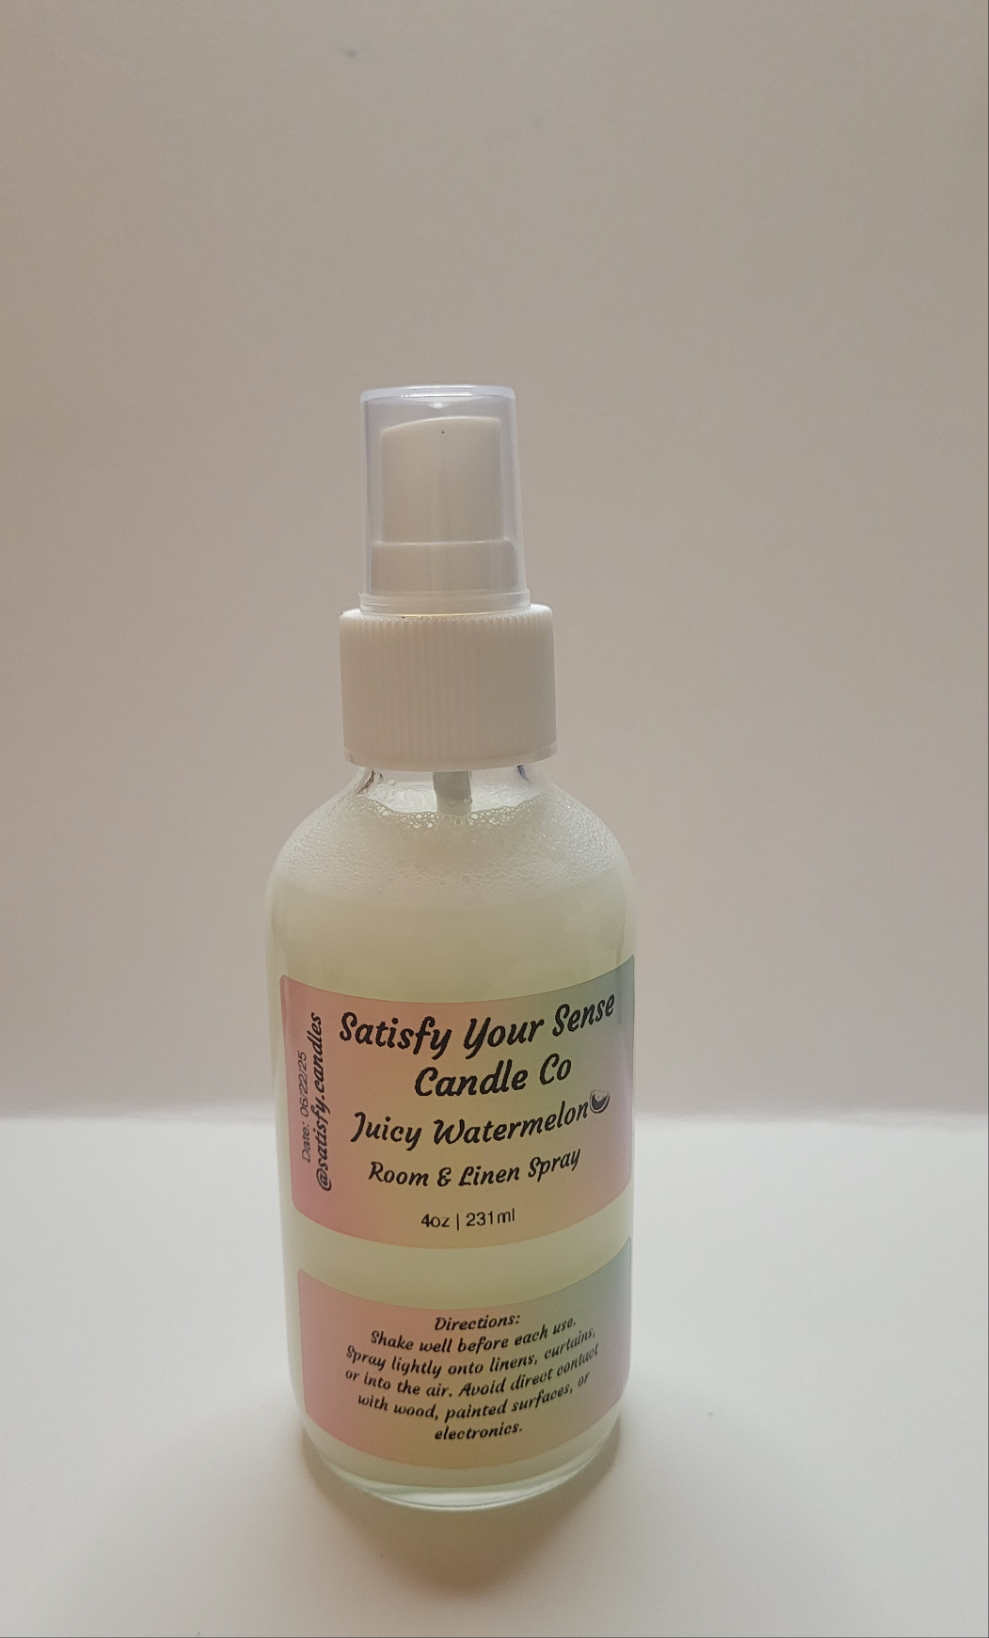 Satisfy Your Sense
Candle Co
Juicy Watermelon
Room & Linen Spray
4oz | 231ml
Date: 06/22/25
@satisfy.candles
Directions:
Shake well before each use.
Spray lightly onto linens, curtains,
or into the air. Avoid direct contact
with wood, painted surfaces, or
electronics.